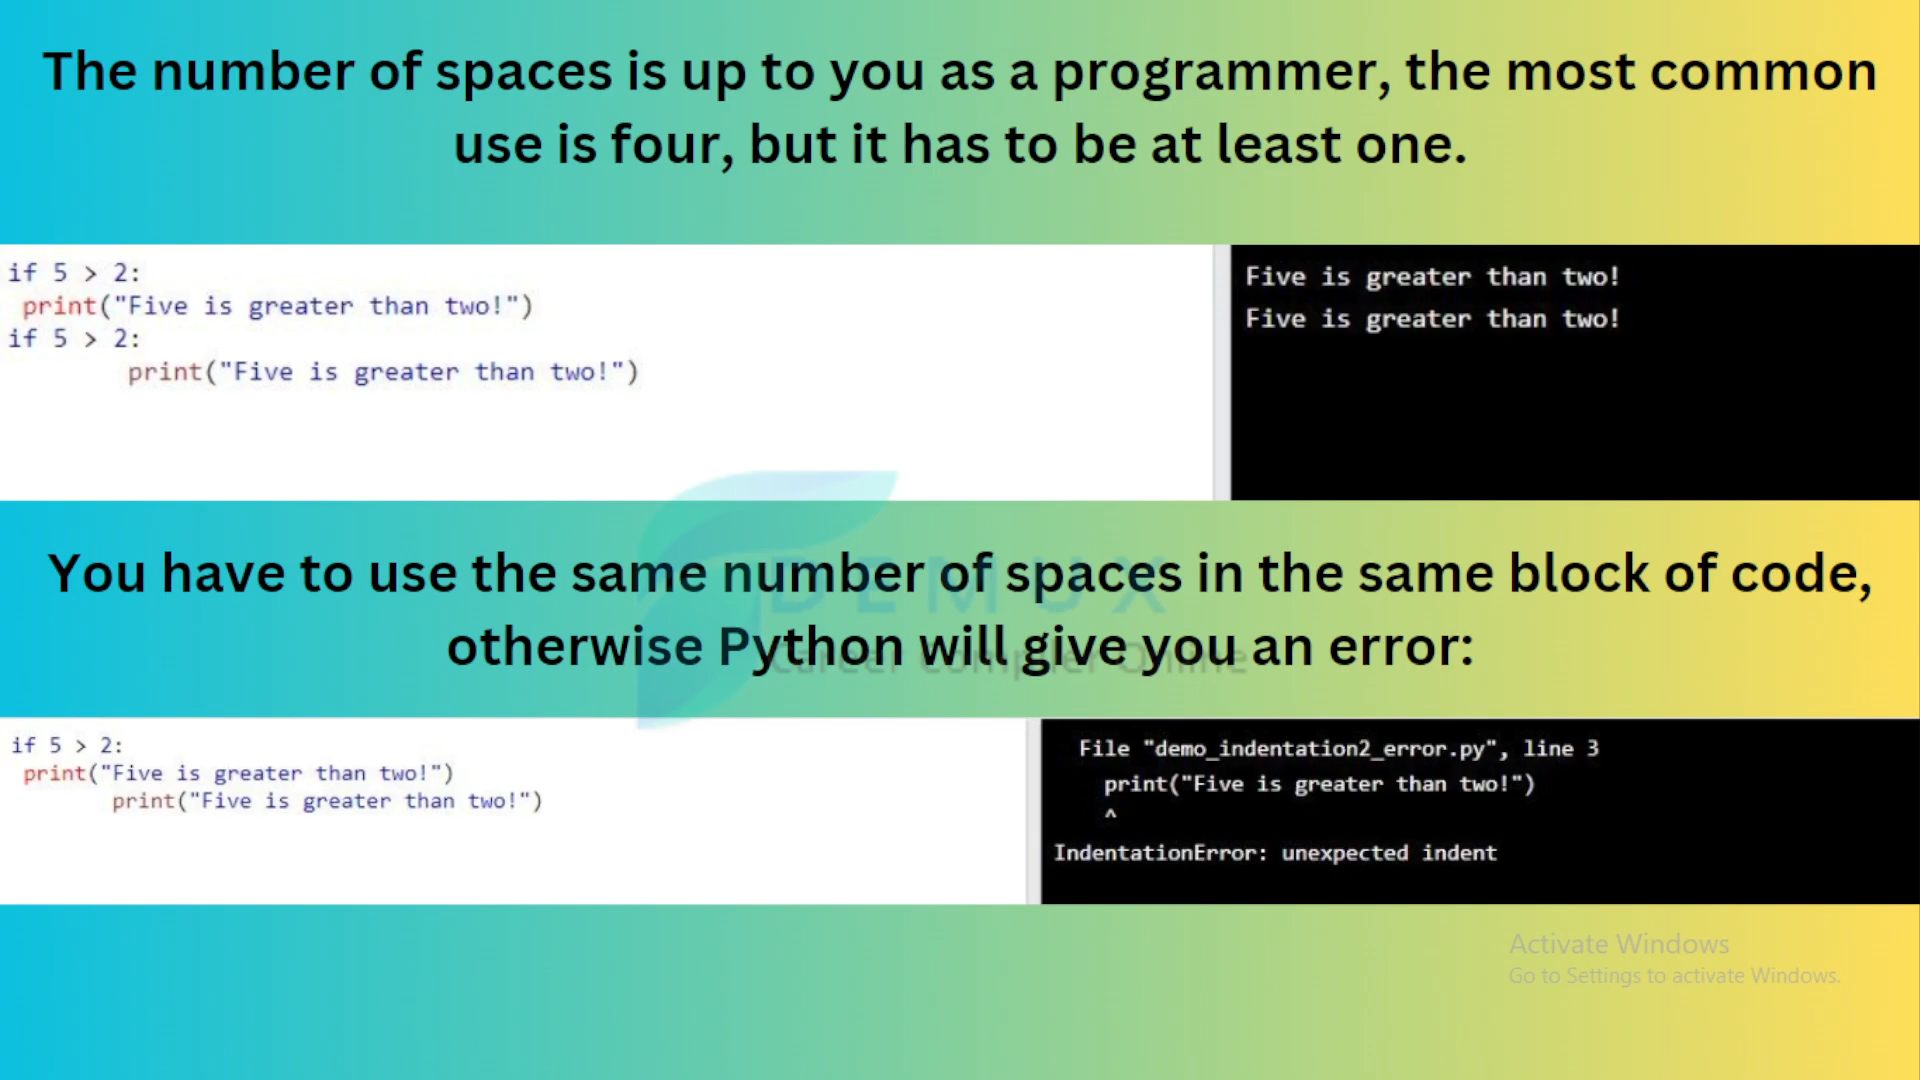 The number of spaces is up to you as a programmer, the most common
use is four, but it has to be at least one.
if 5 > 2:
 print("Five is greater than two!")
if 5 > 2:
        print("Five is greater than two!")
Five is greater than two!
Five is greater than two!
DEMUX
Career Compiler Online
You have to use the same number of spaces in the same block of code,
otherwise Python will give you an error:
if 5 > 2:
 print("Five is greater than two!")
        print("Five is greater than two!")
File "demo_indentation2_error.py", line 3
    print("Five is greater than two!")
    ^
IndentationError: unexpected indent
Activate Windows
Go to Settings to activate Windows.